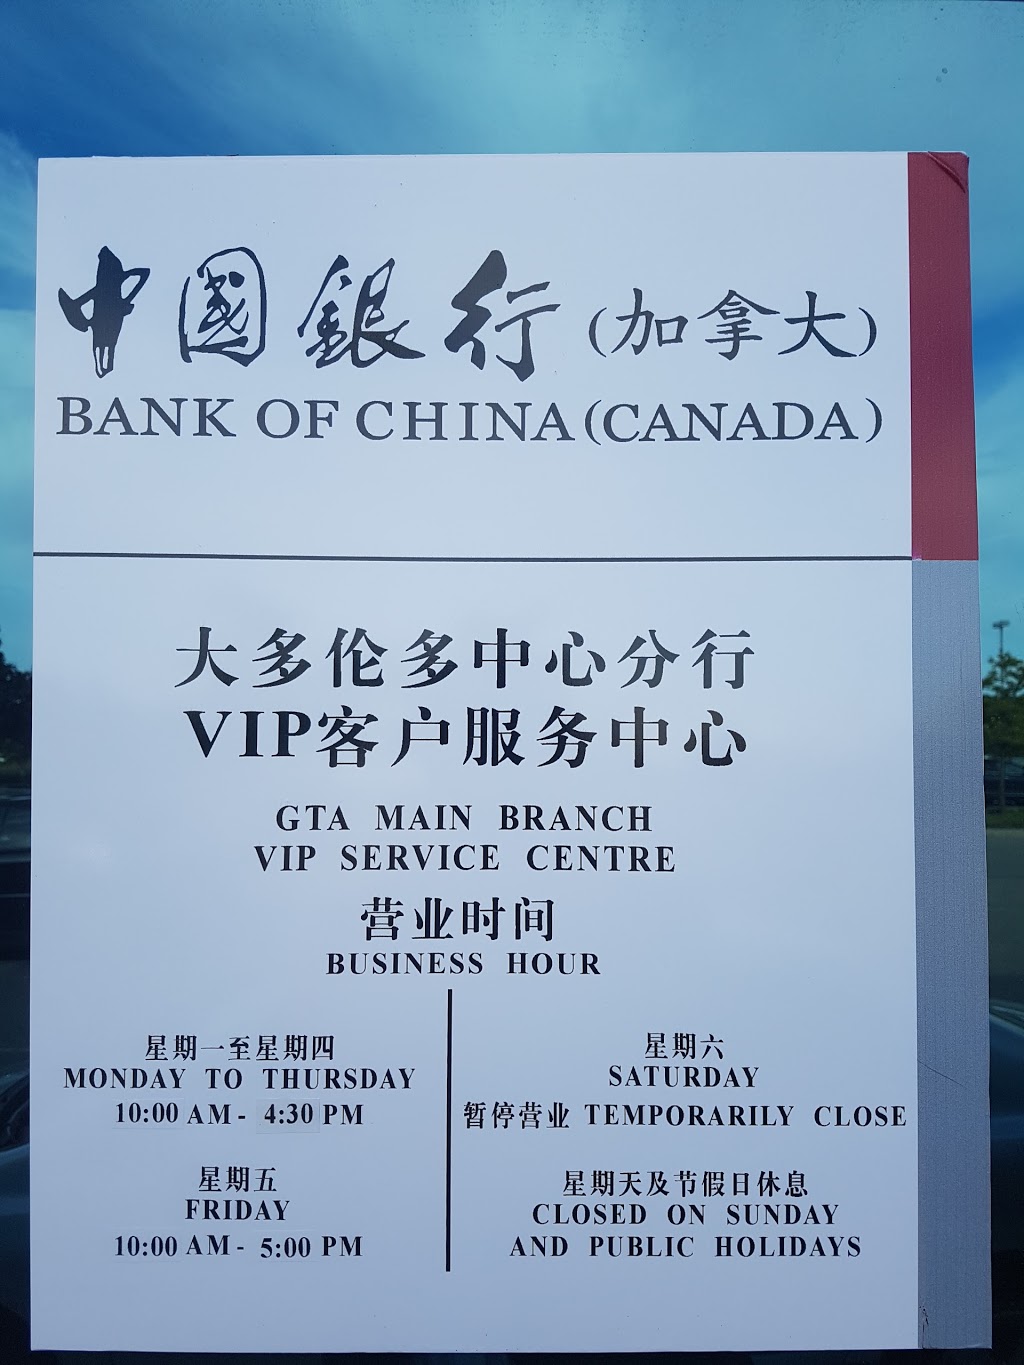 中國銀行(加拿大)
BANK OF CHINA(CANADA)
大多伦多中心分行
VIP客户服务中心
GTA MAIN BRANCH
VIP SERVICE CENTRE
营业时间
BUSINESS HOUR
星期一至星期四
MONDAY TO THURSDAY
10:00 AM- 4:30 PM
星期五
FRIDAY
10:00 AM- 5:00 PM
星期六
SATURDAY
暂停营业 TEMPORARILY CLOSE
星期天及节假日休息
CLOSED ON SUNDAY
AND PUBLIC HOLIDAYS